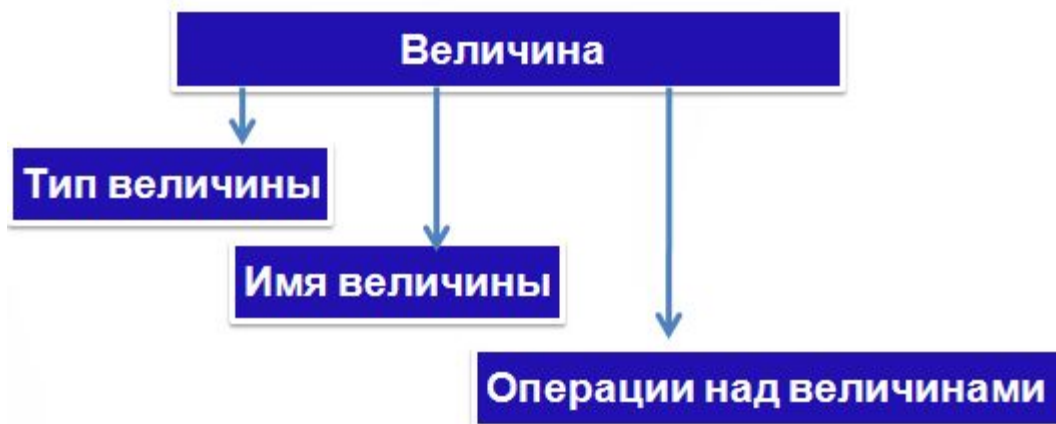 Величина
Тип величины
Имя величины
Операции над величинами